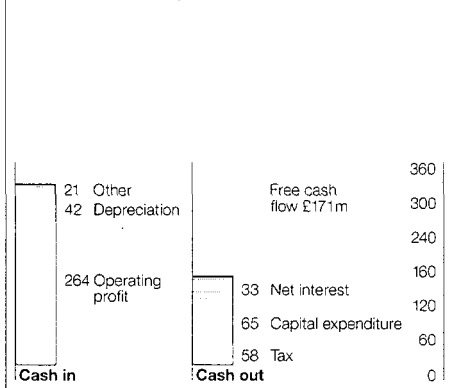 21 Other
42 Depreciation
264 Operating
profit
Cash in
Free cash
flow £171m
33 Net interest
65 Capital expenditure
58 Tax
Cash out
360
300
240
160
120
60
0